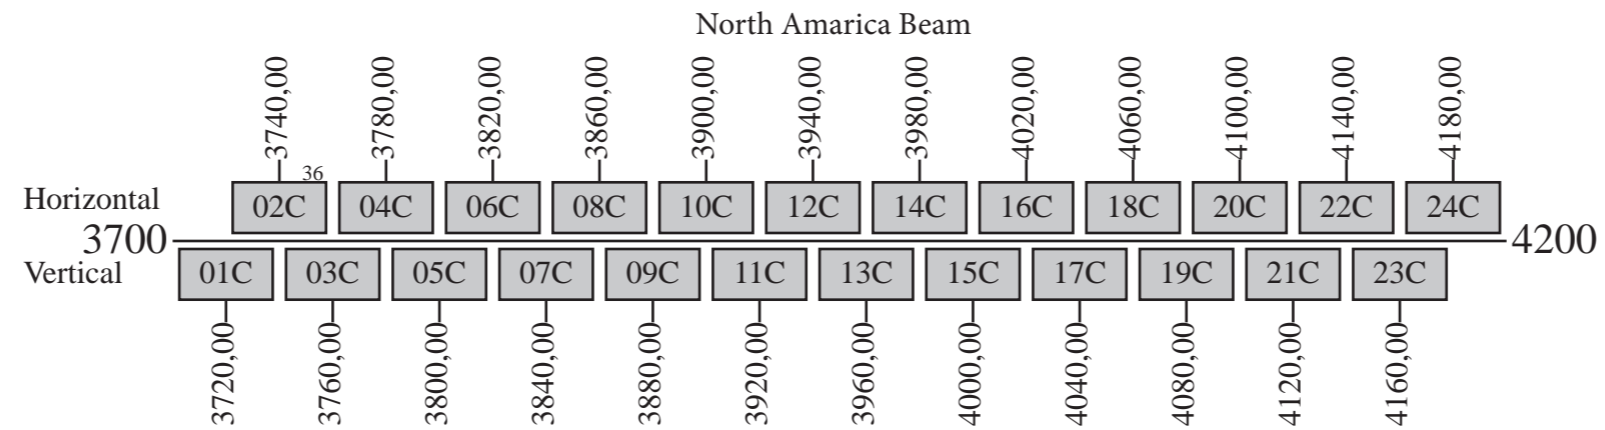 North Amarica Beam
3740,00 3780,00 3820,00 3860,00 3900,00 3940,00 3980,00 4020,00 4060,00 4100,00 4140,00 4180,00
36
Horizontal 02C 04C 06C 08C 10C 12C 14C 16C 18C 20C 22C 24C
3700 4200
Vertical 01C 03C 05C 07C 09C 11C 13C 15C 17C 19C 21C 23C
3720,00 3760,00 3800,00 3840,00 3880,00 3920,00 3960,00 4000,00 4040,00 4080,00 4120,00 4160,00